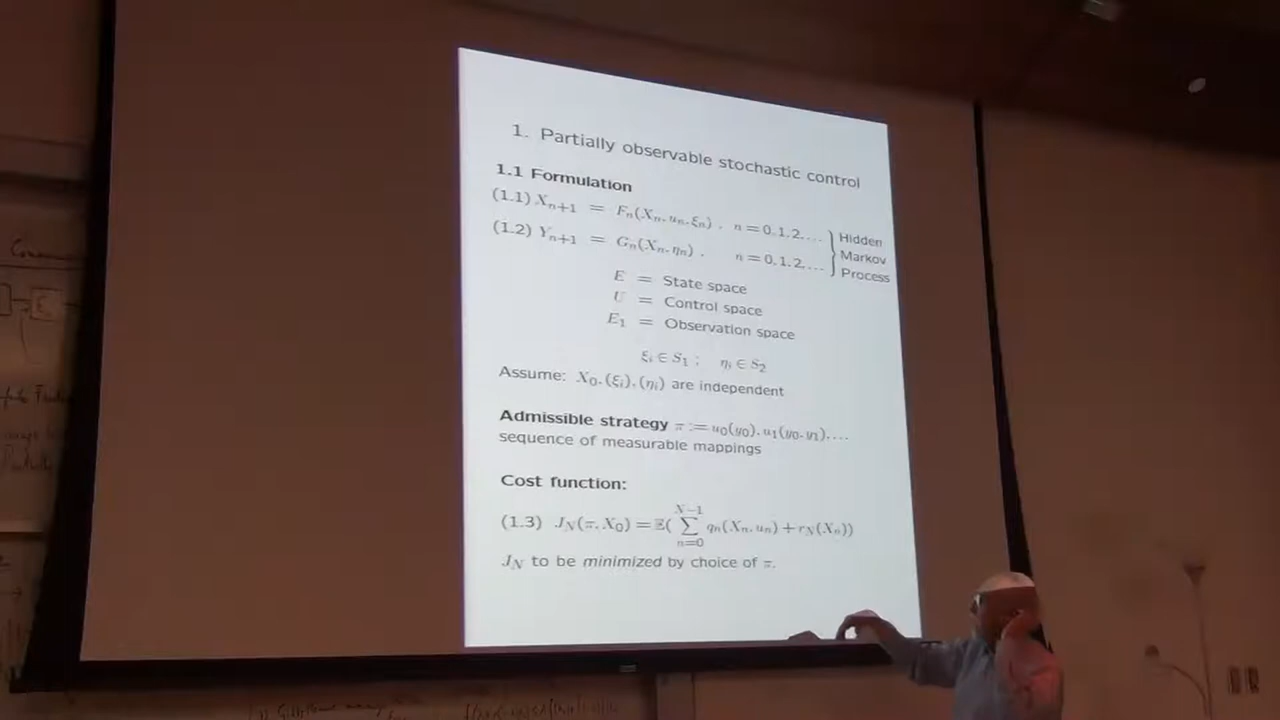 1. Partially observable stochastic control
1.1 Formulation
(1.1) X_{n+1} = F_n(X_n, u_n, ξ_n) , n = 0, 1, 2, ... } Hidden
(1.2) Y_{n+1} = G_n(X_n, η_n) , n = 0, 1, 2, ... } Markov
Process
E = State space
U = Control space
E_1 = Observation space
ξ_i ∈ S_1 ; η_i ∈ S_2
Assume: X_0, (ξ_i), (η_i) are independent
Admissible strategy π := u_0(y_0), u_1(y_0, y_1), ....
sequence of measurable mappings
Cost function:
(1.3) J_N(π, X_0) = 𝔼( ∑_{n=0}^{N-1} q_n(X_n, u_n) + r_N(X_n))
J_N to be minimized by choice of π.